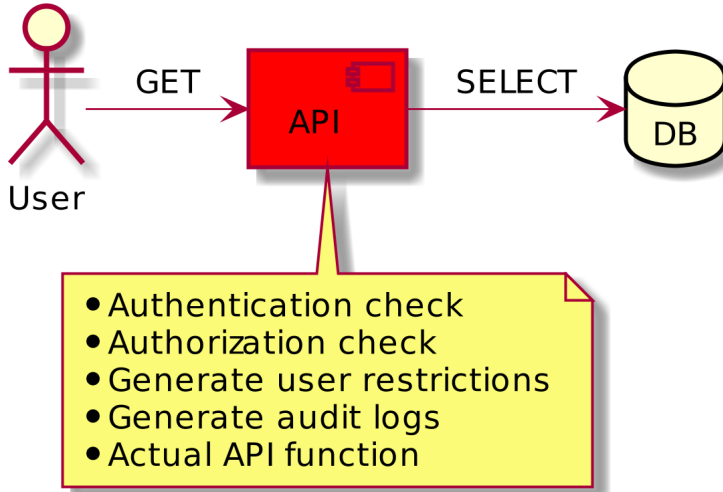 GET
SELECT
API
DB
User
• Authentication check
• Authorization check
• Generate user restrictions
• Generate audit logs
• Actual API function